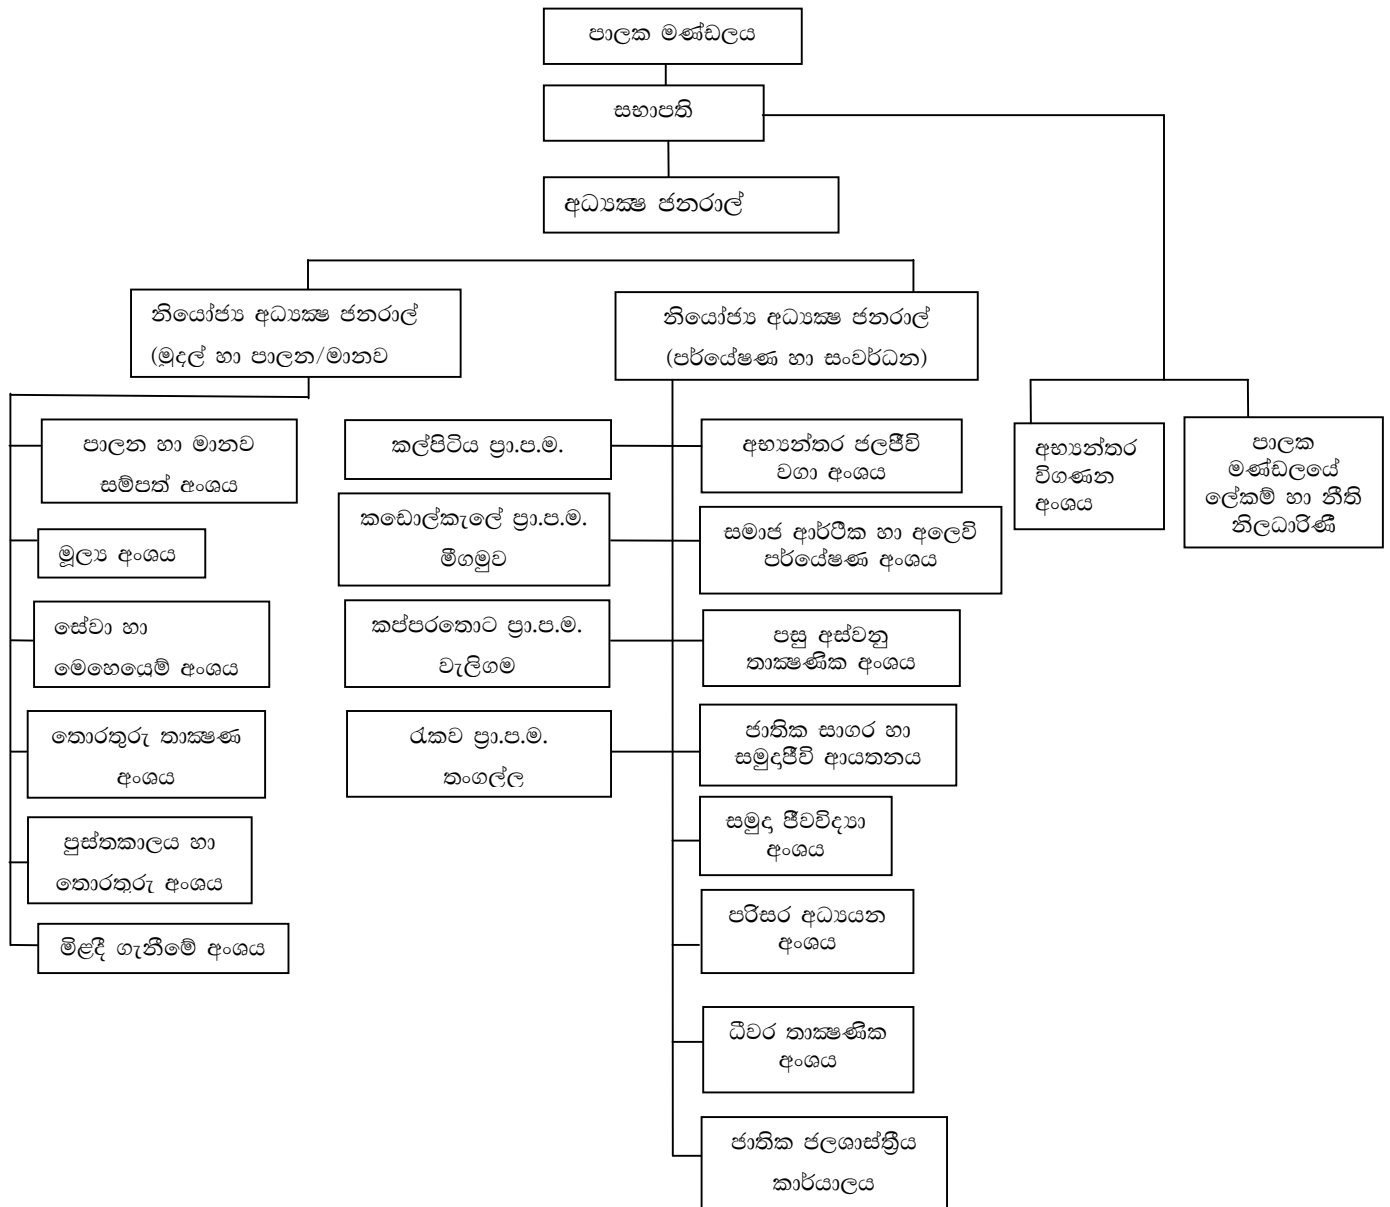 පාලක මණ්ඩලය
සභාපති
අධ්‍යක්ෂ ජනරාල්
නියෝජ්‍ය අධ්‍යක්ෂ ජනරාල්
(මුදල් හා පාලන/මානව
නියෝජ්‍ය අධ්‍යක්ෂ ජනරාල්
(පර්යේෂණ හා සංවර්ධන)
පාලන හා මානව
සම්පත් අංශය
මූල්‍ය අංශය
සේවා හා
මෙහෙයෙුම් අංශය
තොරතුරු තාක්ෂණ
අංශය
පුස්තකාලය හා
තොරතුරු අංශය
මිළදී ගැනීමේ අංශය
කල්පිටිය ප්‍රා.ප.ම.
කඩොල්කැලේ ප්‍රා.ප.ම.
මීගමුව
කප්පරතොට ප්‍රා.ප.ම.
වැලිගම
රැකව ප්‍රා.ප.ම.
තංගල්ල
අභ්‍යන්තර ජලජීවි
වගා අංශය
සමාජ ආර්ථීක හා අලෙවි
පර්යේෂණ අංශය
පසු අස්වනු
තාක්ෂණික අංශය
ජාතික සාගර හා
සමුද්‍රජීවි ආයතනය
සමුද්‍ර ජීවවිද්‍යා
අංශය
පරිසර අධ්‍යයන
අංශය
ධීවර තාක්ෂණික
අංශය
ජාතික ජලශාස්ත්‍රීය
කාර්යාලය
අභ්‍යන්තර
විගණන
අංශය
පාලක
මණ්ඩලයේ
ලේකම් හා නීති
නිලධාරිණී